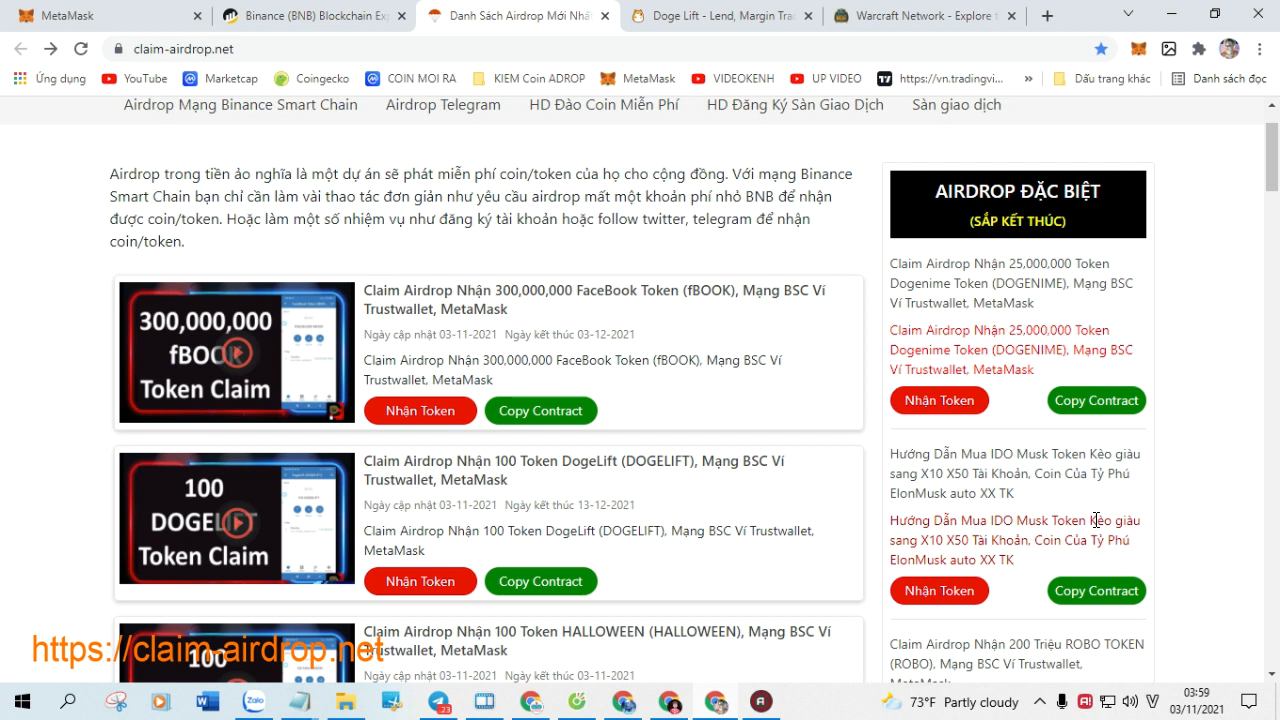 MetaMask
Binance (BNB) Blockchain Ex
Danh Sách Airdrop Mới Nhấ
Doge Lift - Lend, Margin Trac
Warcraft Network - Explore t
claim-airdrop.net
Ứng dụng
YouTube
Marketcap
Coingecko
COIN MOI RA
KIEM Coin ADROP
MetaMask
VIDEOKENH
UP VIDEO
https://vn.tradingvi...
»
Dấu trang khác
Danh sách đọc
Airdrop Mạng Binance Smart Chain
Airdrop Telegram
HD Đào Coin Miễn Phí
HD Đăng Ký Sàn Giao Dịch
Sàn giao dịch
Airdrop trong tiền ảo nghĩa là một dự án sẽ phát miễn phí coin/token của họ cho cộng đồng. Với mạng Binance
Smart Chain bạn chỉ cần làm vài thao tác đơn giản như yêu cầu airdrop mất một khoản phí nhỏ BNB để nhận
được coin/token. Hoặc làm một số nhiệm vụ như đăng ký tài khoản hoặc follow twitter, telegram để nhận
coin/token.
300,000,000
fBOOK
Token Claim
Claim Airdrop Nhận 300,000,000 FaceBook Token (fBOOK), Mạng BSC Ví
Trustwallet, MetaMask
Ngày cập nhật 03-11-2021 Ngày kết thúc 03-12-2021
Claim Airdrop Nhận 300,000,000 FaceBook Token (fBOOK), Mạng BSC Ví
Trustwallet, MetaMask
Nhận Token
Copy Contract
100
DOGELIFT
Token Claim
Claim Airdrop Nhận 100 Token DogeLift (DOGELIFT), Mạng BSC Ví
Trustwallet, MetaMask
Ngày cập nhật 03-11-2021 Ngày kết thúc 13-12-2021
Claim Airdrop Nhận 100 Token DogeLift (DOGELIFT), Mạng BSC Ví Trustwallet,
MetaMask
Nhận Token
Copy Contract
100
Claim Airdrop Nhận 100 Token HALLOWEEN (HALLOWEEN), Mạng BSC Ví
Trustwallet, MetaMask
Ngày cập nhật 03-11-2021 Ngày kết thúc 03-11-2021
https://claim-airdrop.net
AIRDROP ĐẶC BIỆT
(SẮP KẾT THÚC)
Claim Airdrop Nhận 25,000,000 Token
Dogenime Token (DOGENIME), Mạng BSC
Ví Trustwallet, MetaMask
Claim Airdrop Nhận 25,000,000 Token
Dogenime Token (DOGENIME), Mạng BSC
Ví Trustwallet, MetaMask
Nhận Token
Copy Contract
Hướng Dẫn Mua IDO Musk Token Kèo giàu
sang X10 X50 Tài Khoản, Coin Của Tỷ Phú
ElonMusk auto XX TK
Hướng Dẫn Mua IDO Musk Token Kèo giàu
sang X10 X50 Tài Khoản, Coin Của Tỷ Phú
ElonMusk auto XX TK
Nhận Token
Copy Contract
Claim Airdrop Nhận 200 Triệu ROBO TOKEN
(ROBO), Mạng BSC Ví Trustwallet,
Zalo
23
73°F Partly cloudy
03:59
03/11/2021